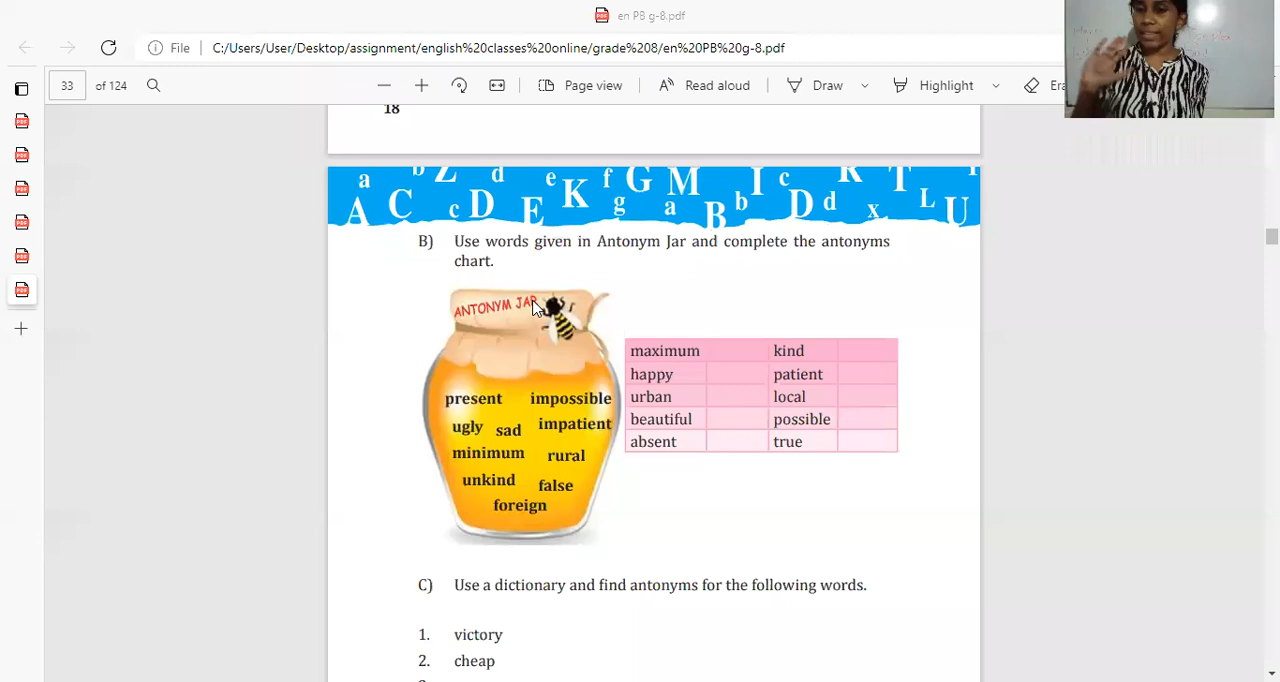 en PB g-8.pdf
File
C:/Users/User/Desktop/assignment/english%20classes%20online/grade%208/en%20PB%20g-8.pdf
33 of 124
Page view
Read aloud
Draw
Highlight
Era
18
a b Z d e K f G M I c R T
A C c D E g a B b D d x L U
B) Use words given in Antonym Jar and complete the antonyms
chart.
ANTONYM JAR
present impossible
ugly sad impatient
minimum rural
unkind false
foreign
maximum kind
happy patient
urban local
beautiful possible
absent true
C) Use a dictionary and find antonyms for the following words.
1. victory
2. cheap